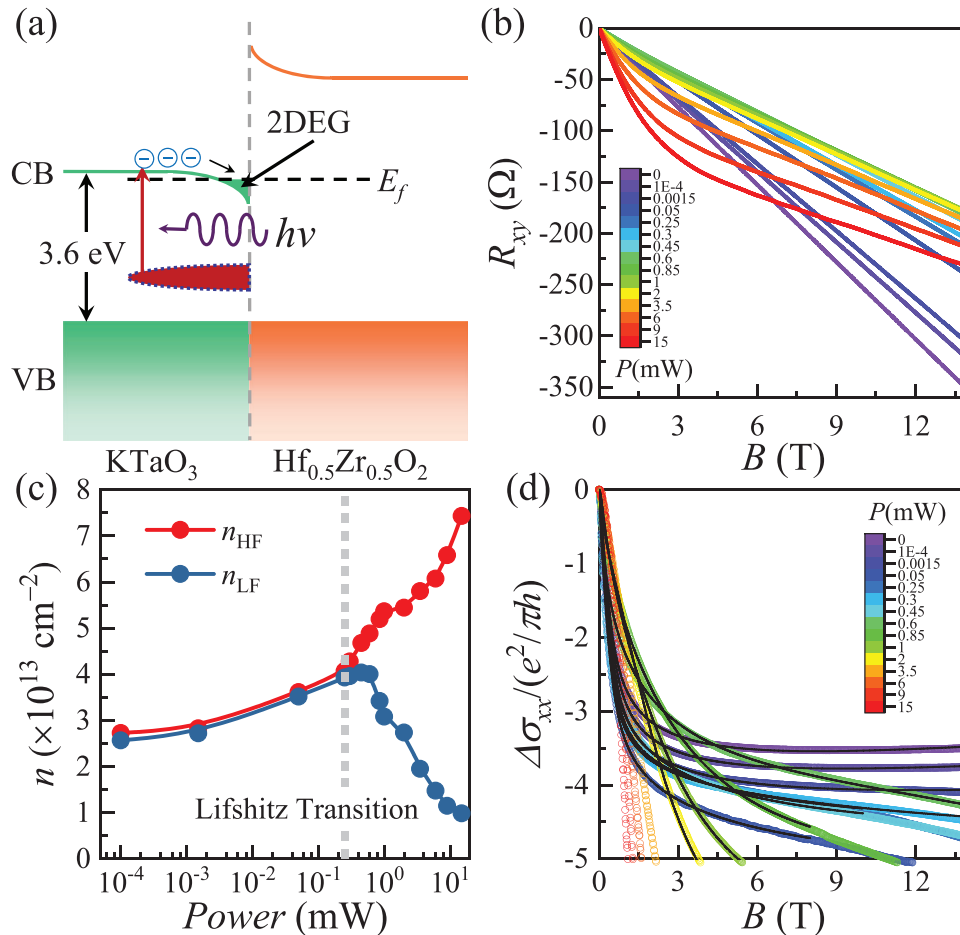 (a)
2DEG
CB
− − −
E_f
3.6 eV
hν
VB
KTaO₃
Hf₀.₅Zr₀.₅O₂
(b)
0
-50
-100
-150
-200
-250
-300
-350
R_xy (Ω)
0
1E-4
0.0015
0.05
0.25
0.3
0.45
0.6
0.85
1
2
3.5
6
9
15
P(mW)
0 3 6 9 12
B (T)
(c)
8
7
6
5
4
3
2
1
0
n (×10¹³ cm⁻²)
n_HF
n_LF
Lifshitz Transition
10⁻⁴ 10⁻³ 10⁻² 10⁻¹ 10⁰ 10¹
Power (mW)
(d)
0
-1
-2
-3
-4
-5
Δσ_xx/(e²/πh)
P(mW)
0
1E-4
0.0015
0.05
0.25
0.3
0.45
0.6
0.85
1
2
3.5
6
9
15
0 3 6 9 12
B (T)